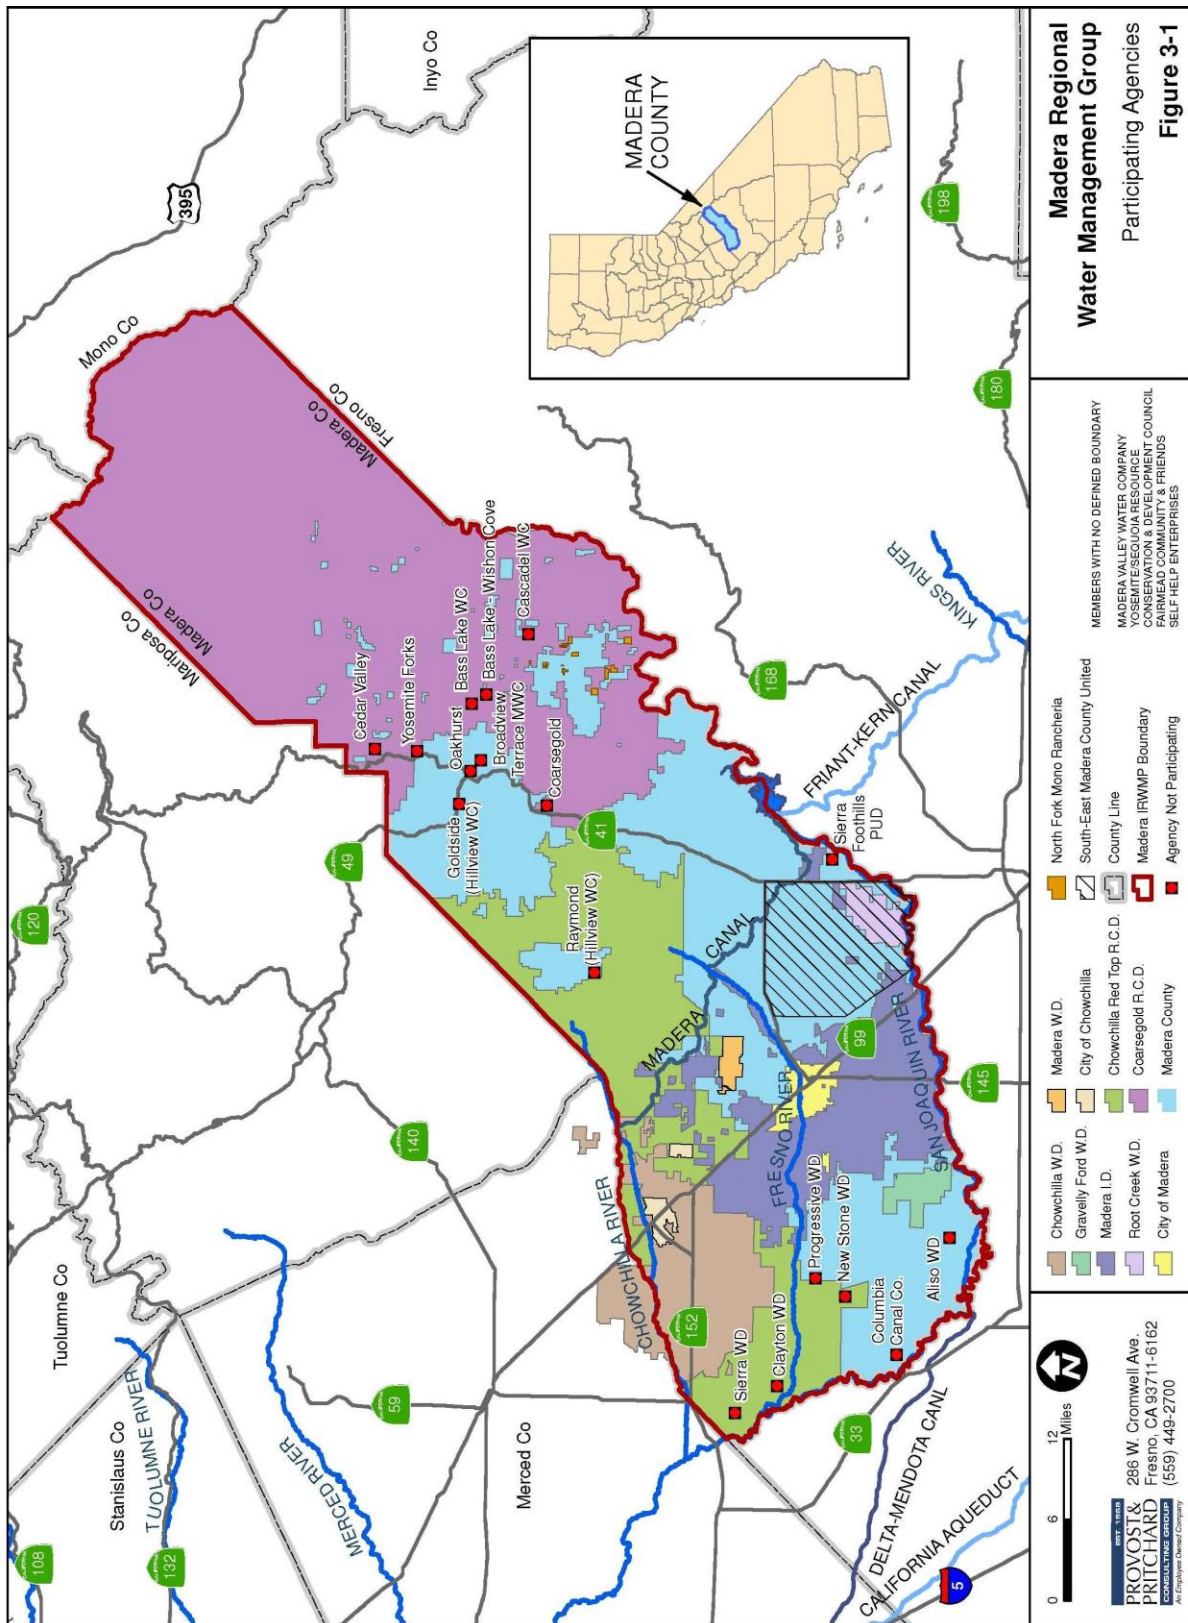 Inyo Co
395
Mono Co
Fresno Co
Madera Co
Mariposa Co
Madera Co
Tuolumne Co
Stanislaus Co
Merced Co
TUOLUMNE RIVER
MERCED RIVER
CHOWCHILLA RIVER
FRESNO RIVER
SAN JOAQUIN RIVER
KINGS RIVER
MADERA
CANAL
FRIANT-KERN CANAL
DELTA-MENDOTA CANL
CALIFORNIA AQUEDUCT
120
49
140
108
132
59
152
33
5
99
145
41
168
180
198
Cedar Valley
Yosemite Forks
Oakhurst
Bass Lake WC
Bass Lake - Wishon Cove
Broadview
Terrace MWC
Cascadel WC
Coarsegold
Goldside
(Hillview WC)
Raymond
(Hillview WC)
Sierra
Foothills
PUD
Sierra WD
Clayton WD
Progressive WD
New Stone WD
Columbia
Canal Co.
Aliso WD
MADERA
COUNTY
0 6 12
Miles
N
EST. 1968
PROVOST&
PRITCHARD
CONSULTING GROUP
An Employee Owned Company
286 W. Cromwell Ave.
Fresno, CA 93711-6162
(559) 449-2700
Chowchilla W.D.
Gravelly Ford W.D.
Madera I.D.
Root Creek W.D.
City of Madera
Madera W.D.
City of Chowchilla
Chowchilla Red Top R.C.D.
Coarsegold R.C.D.
Madera County
North Fork Mono Rancheria
South-East Madera County United
County Line
Madera IRWMP Boundary
Agency Not Participating
MEMBERS WITH NO DEFINED BOUNDARY
MADERA VALLEY WATER COMPANY
YOSEMITE/SEQUOIA RESOURCE
CONSERVATION & DEVELOPMENT COUNCIL
FAIRMEAD COMMUNITY & FRIENDS
SELF HELP ENTERPRISES
Madera Regional
Water Management Group
Participating Agencies
Figure 3-1